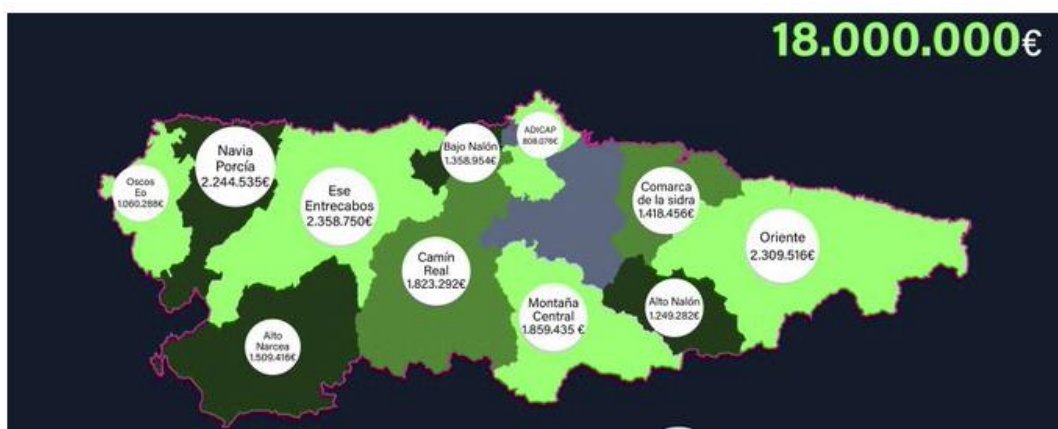 18.000.000€
ADICAP
808.076€
Bajo Nalón
1.358.954€
Navia
Porcía
2.244.535€
Oscos
Eo
1.060.288€
Ese
Entrecabos
2.358.750€
Comarca
de la sidra
1.418.456€
Oriente
2.309.516€
Camín
Real
1.823.292€
Montaña
Central
1.859.435 €
Alto Nalón
1.249.282€
Alto
Narcea
1.509.416€